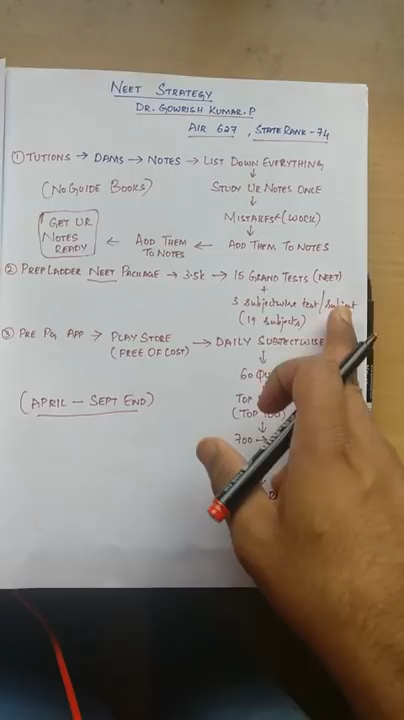 NEET STRATEGY
DR. GOWRISH KUMAR. P
AIR 627, STATE RANK-74
① TUTIONS → DAMS → NOTES → LIST DOWN EVERYTHING
↓
(NO GUIDE BOOKS) STUDY UR NOTES ONCE
↓
MISTAKES
↓
GET UR NOTES READY ← ADD THEM TO NOTES ← ADD THEM TO NOTES
② PREPLADDER NEET PACKAGE → 3.5k → 15 GRAND TESTS (NEET)
+
3 subjectwise test/subject
(19 subjects)
③ PRE PG APP → PLAY STORE → DAILY SUBJECTWISE
(FREE OF COST)
↓
60
(APRIL – SEPT END) TOP
(TOP
↓
700 →